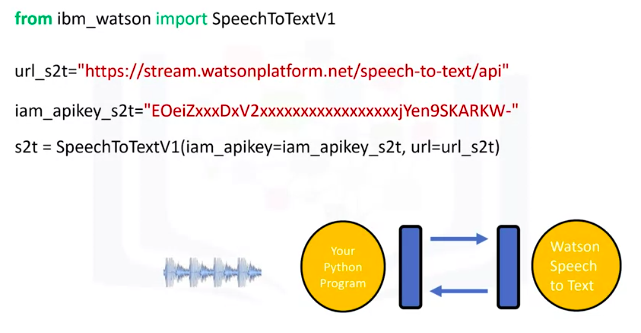 from ibm_watson import SpeechToTextV1
url_s2t="https://stream.watsonplatform.net/speech-to-text/api"
iam_apikey_s2t="EOeiZxxxDxV2xxxxxxxxxxxxxxxxxjYen9SKARKW-"
s2t = SpeechToTextV1(iam_apikey=iam_apikey_s2t, url=url_s2t)
Your
Python
Program
Watson
Speech
to Text